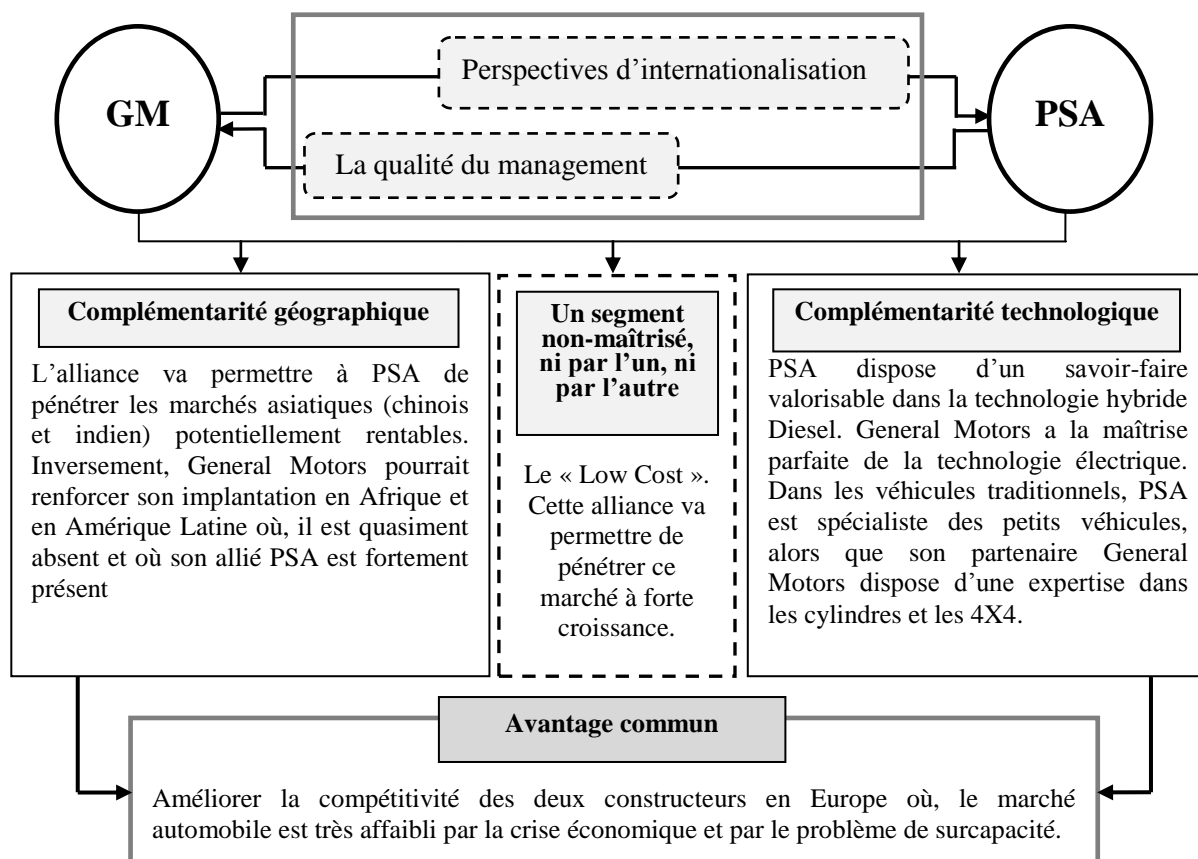 GM
Perspectives d’internationalisation
PSA
La qualité du management
Complémentarité géographique
L’alliance va permettre à PSA de
pénétrer les marchés asiatiques (chinois
et indien) potentiellement rentables.
Inversement, General Motors pourrait
renforcer son implantation en Afrique et
en Amérique Latine où, il est quasiment
absent et où son allié PSA est fortement
présent
Un segment
non-maîtrisé,
ni par l’un, ni
par l’autre
Le « Low Cost ».
Cette alliance va
permettre de
pénétrer ce
marché à forte
croissance.
Complémentarité technologique
PSA dispose d’un savoir-faire
valorisable dans la technologie hybride
Diesel. General Motors a la maîtrise
parfaite de la technologie électrique.
Dans les véhicules traditionnels, PSA
est spécialiste des petits véhicules,
alors que son partenaire General
Motors dispose d’une expertise dans
les cylindres et les 4X4.
Avantage commun
Améliorer la compétitivité des deux constructeurs en Europe où, le marché
automobile est très affaibli par la crise économique et par le problème de surcapacité.